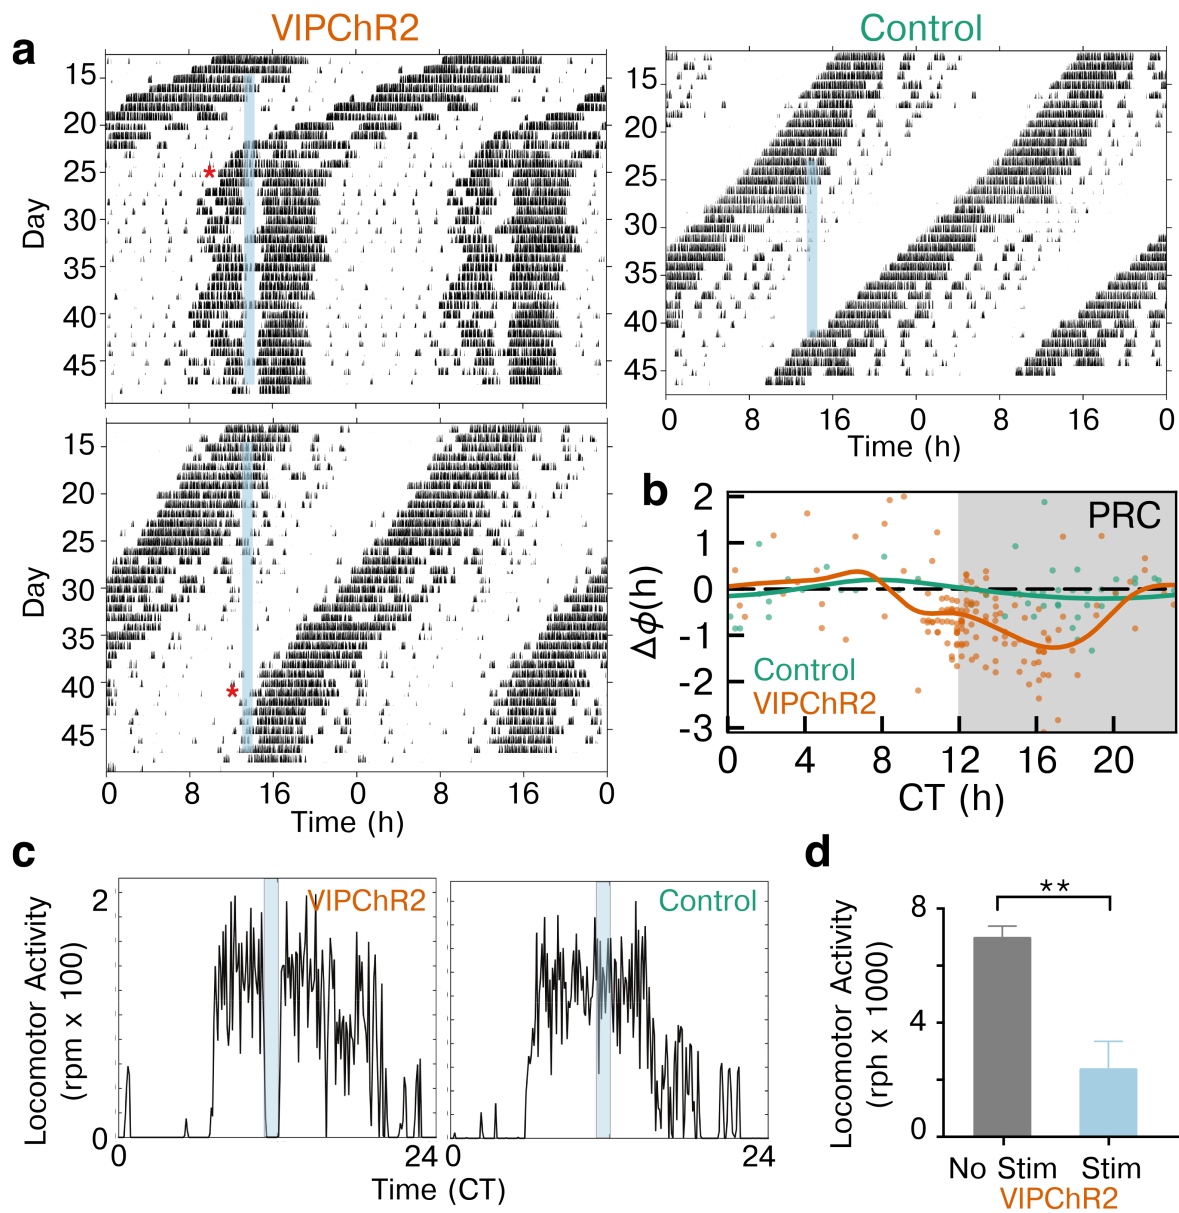 a
VIPChR2
Control
Day
15
20
25
30
35
40
45
15
20
25
30
35
40
45
0 8 16 0 8 16 0
Time (h)
Day
15
20
25
30
35
40
45
0 8 16 0 8 16 0
Time (h)
b
PRC
Δϕ(h)
2
1
0
-1
-2
-3
Control
VIPChR2
0 4 8 12 16 20
CT (h)
c
Locomotor Activity
(rpm x 100)
2
0
VIPChR2
Control
0 24 0 24
Time (CT)
d
Locomotor Activity
(rph x 1000)
8
4
0
**
No Stim Stim
VIPChR2